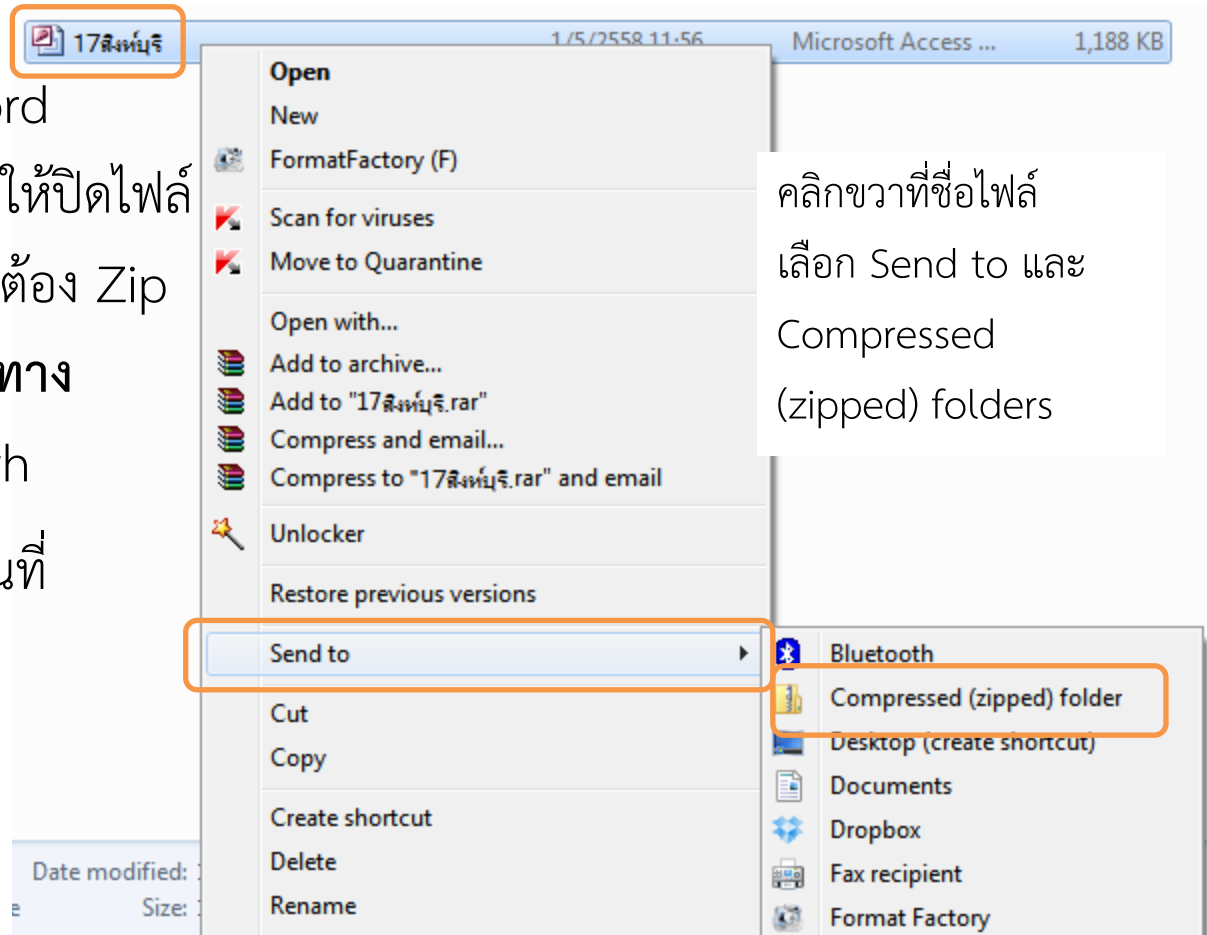 17สิงห์บุรี 1/5/2558 11:56 Microsoft Access ... 1,188 KB
Open
New
FormatFactory (F)
ให้ปิดไฟล์
Scan for viruses
Move to Quarantine
ต้อง Zip
Open with...
Add to archive...
Add to "17สิงห์บุรี.rar"
Compress and email...
Compress to "17สิงห์บุรี.rar" and email
Unlocker
Restore previous versions
Send to
Cut
Copy
Create shortcut
Delete
Rename
คลิกขวาที่ชื่อไฟล์
เลือก Send to และ
Compressed
(zipped) folders
Bluetooth
Compressed (zipped) folder
Desktop (create shortcut)
Documents
Dropbox
Fax recipient
Format Factory
Date modified:
Size: